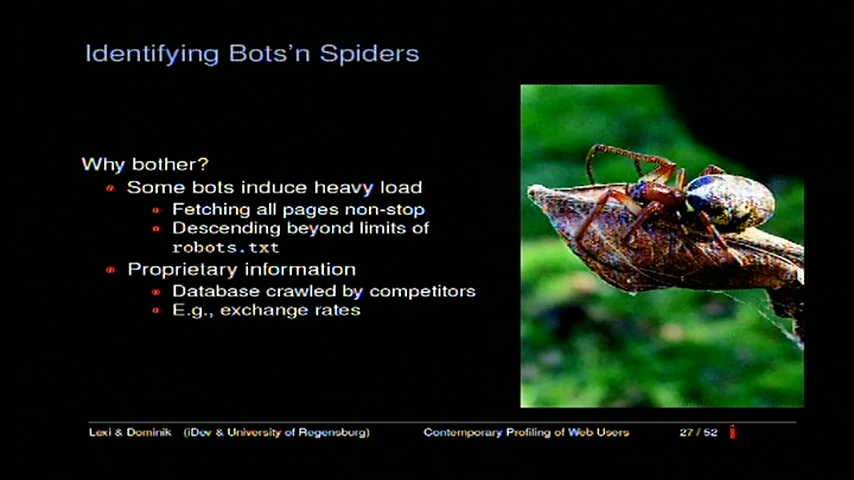 Identifying Bots'n Spiders
Why bother?
Some bots induce heavy load
Fetching all pages non-stop
Descending beyond limits of
robots.txt
Proprietary information
Database crawled by competitors
E.g., exchange rates
Lexi & Dominik (iDev & University of Regensburg) Contemporary Profiling of Web Users 27 / 52